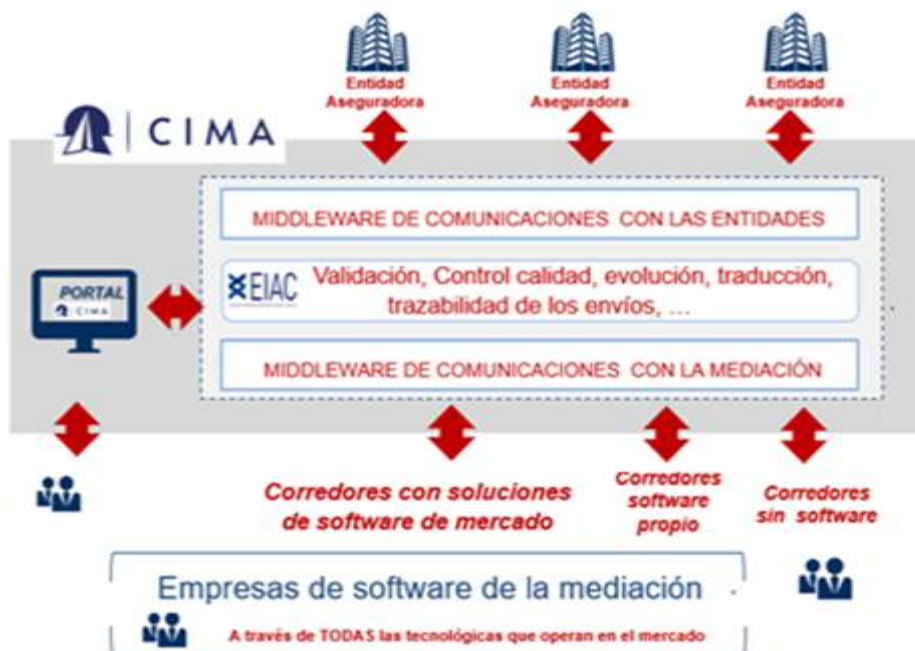 Entidad
Aseguradora
Entidad
Aseguradora
Entidad
Aseguradora
CIMA
MIDDLEWARE DE COMUNICACIONES CON LAS ENTIDADES
EIAC
Validación, Control calidad, evolución, traducción,
trazabilidad de los envíos, ...
PORTAL
CIMA
MIDDLEWARE DE COMUNICACIONES CON LA MEDIACIÓN
Corredores con soluciones
de software de mercado
Corredores
software
propio
Corredores
sin software
Empresas de software de la mediación
A través de TODAS las tecnológicas que operan en el mercado